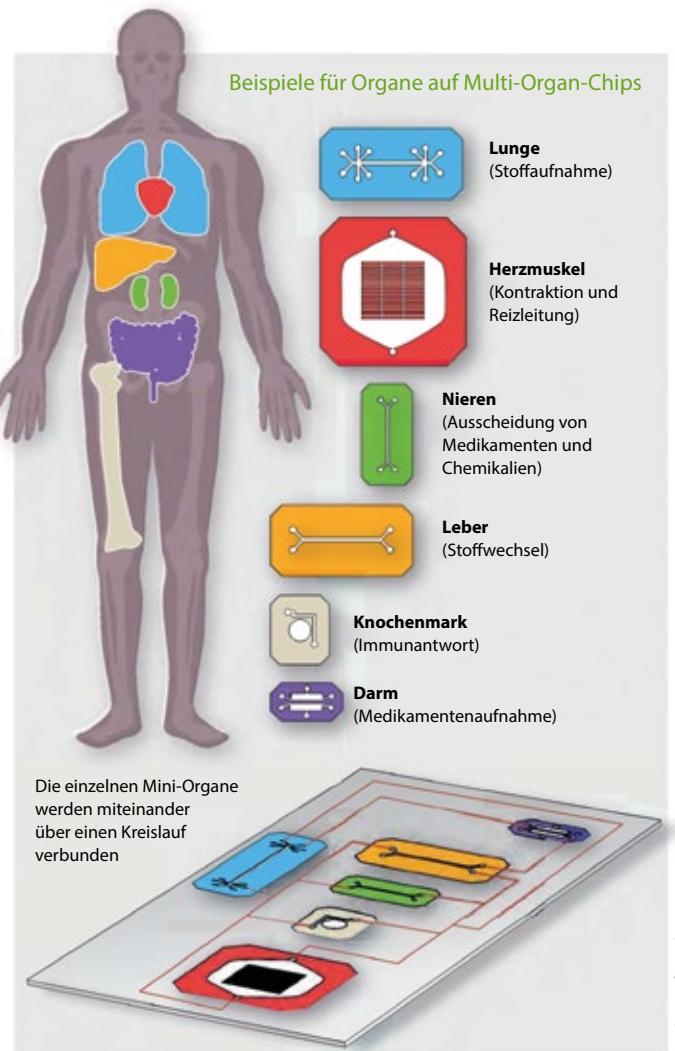 Beispiele für Organe auf Multi-Organ-Chips
Lunge
(Stoffaufnahme)
Herzmuskel
(Kontraktion und
Reizleitung)
Nieren
(Ausscheidung von
Medikamenten und
Chemikalien)
Leber
(Stoffwechsel)
Knochenmark
(Immunantwort)
Darm
(Medikamentenaufnahme)
Die einzelnen Mini-Organe
werden miteinander
über einen Kreislauf
verbunden